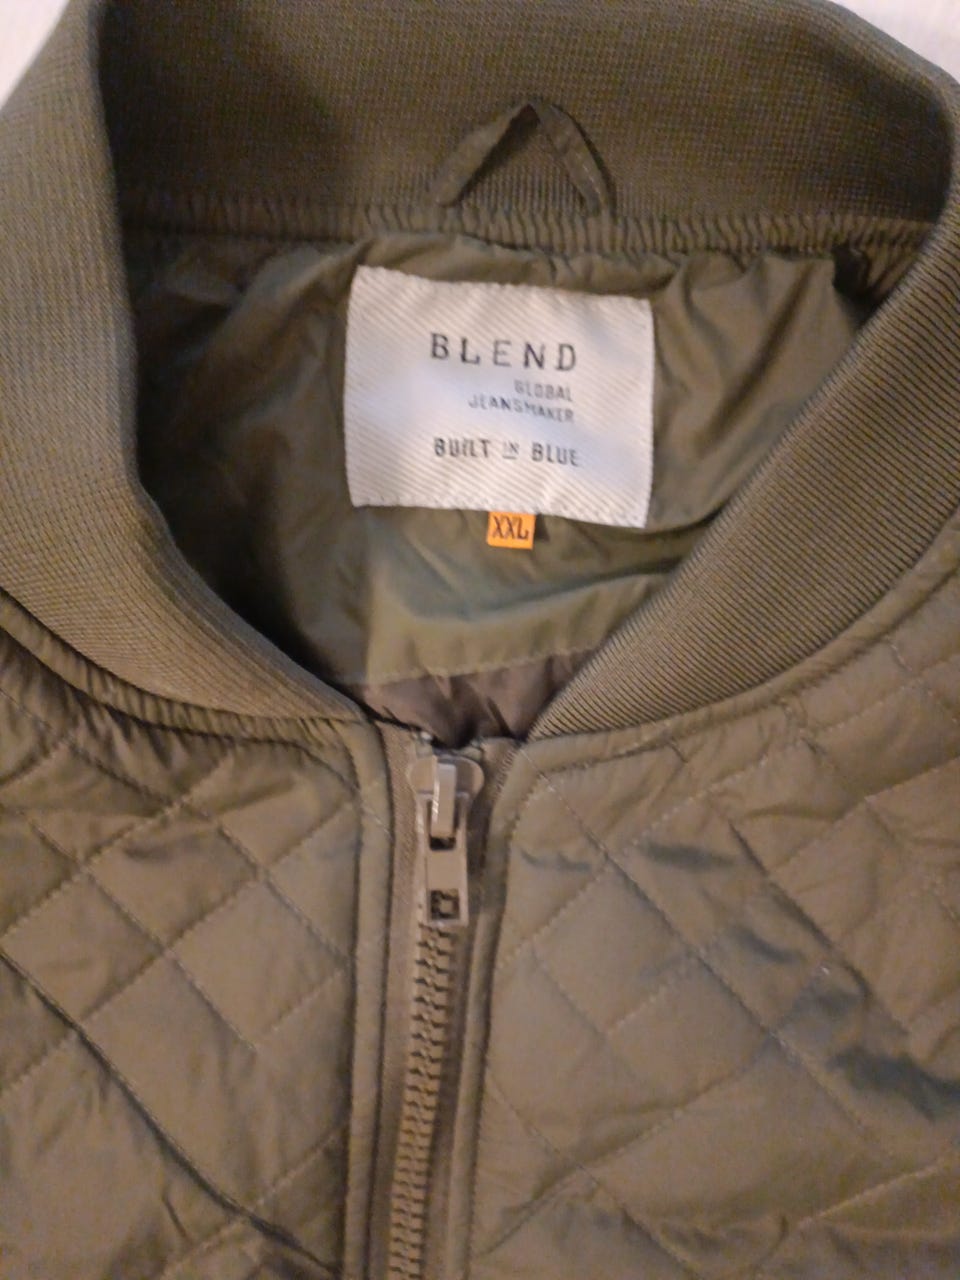 BLEND
GLOBAL
JEANSMAKER
BUILT IN BLUE
XXL